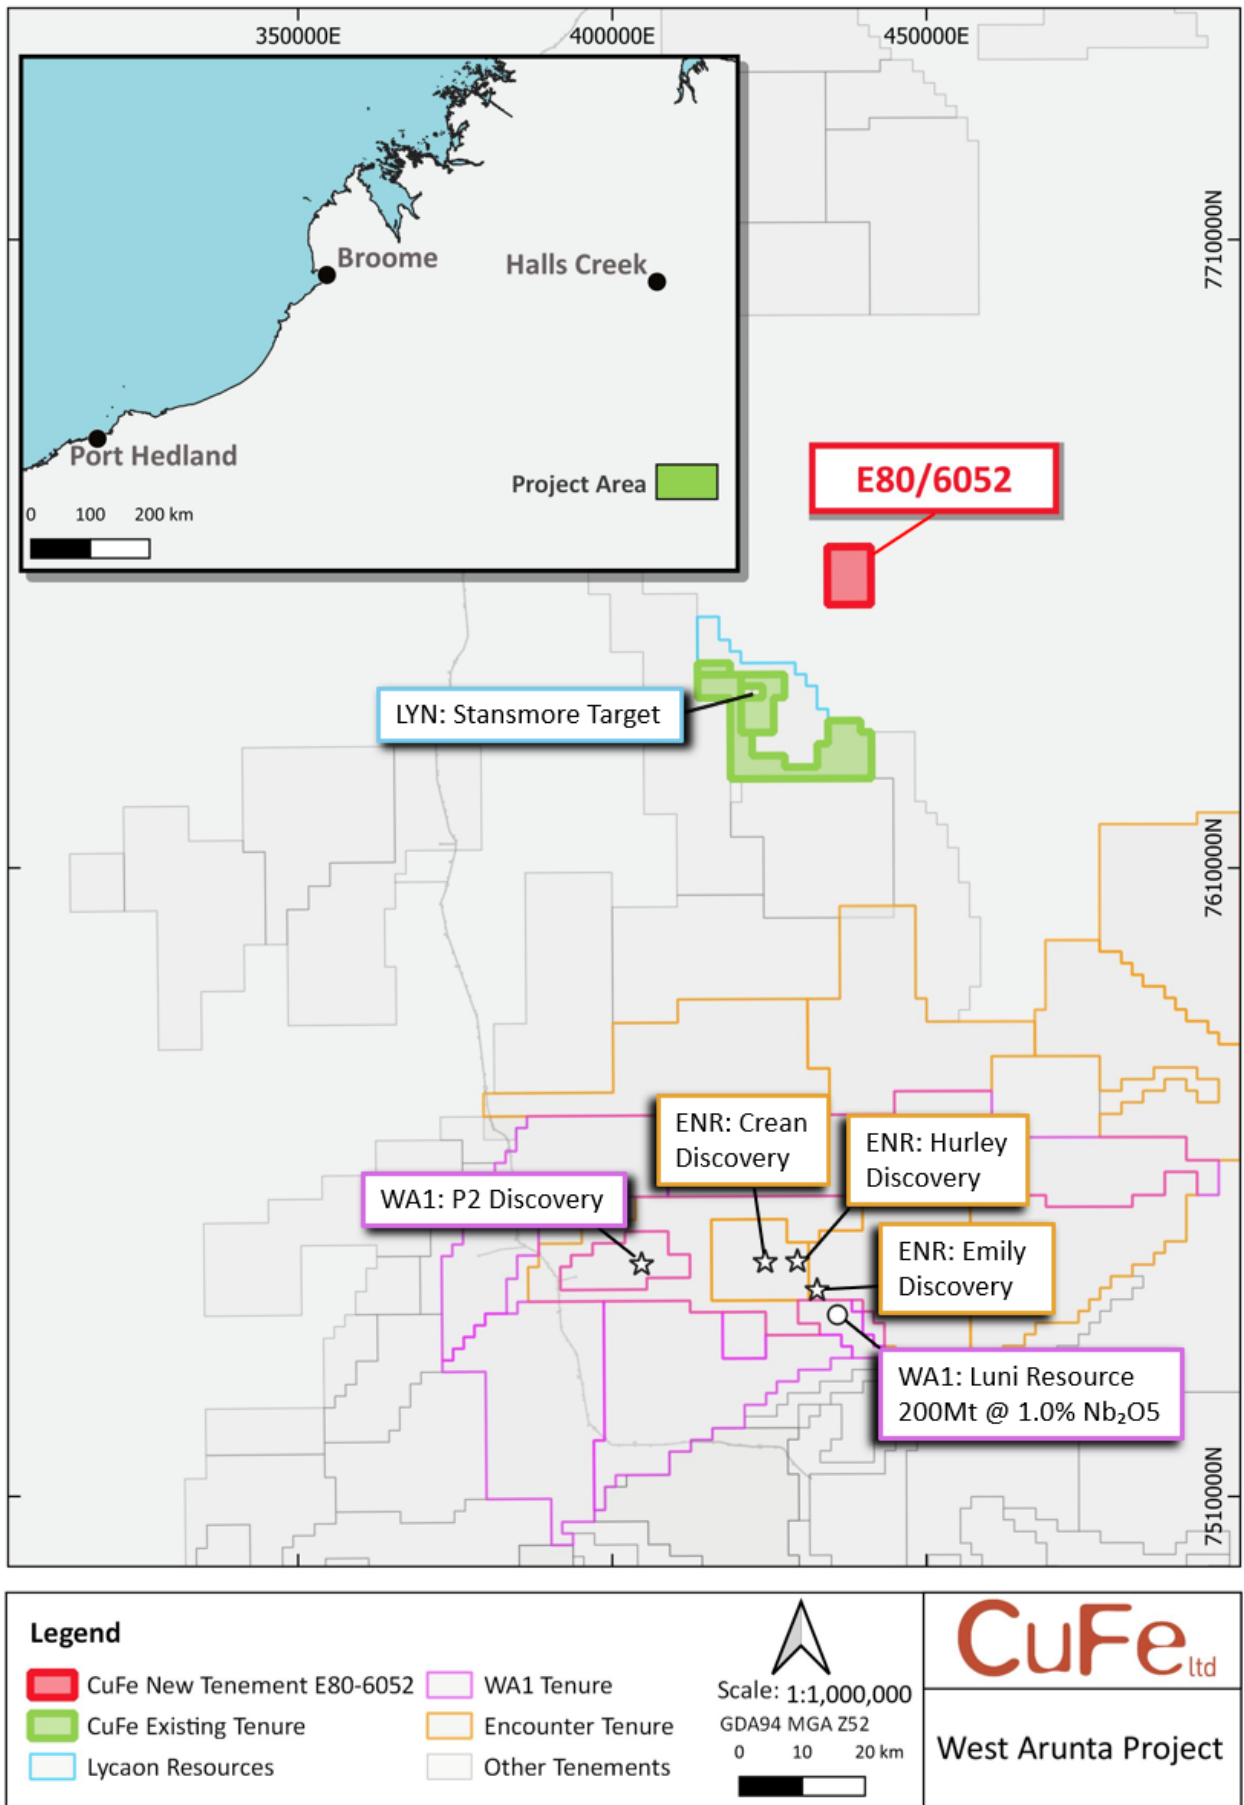 350000E 400000E 450000E
7710000N
7610000N
7510000N
Broome
Halls Creek
Port Hedland
Project Area
0 100 200 km
E80/6052
LYN: Stansmore Target
ENR: Crean
Discovery
ENR: Hurley
Discovery
WA1: P2 Discovery
ENR: Emily
Discovery
WA1: Luni Resource
200Mt @ 1.0% Nb₂O5
Legend
CuFe New Tenement E80-6052
CuFe Existing Tenure
Lycaon Resources
WA1 Tenure
Encounter Tenure
Other Tenements
Scale: 1:1,000,000
GDA94 MGA Z52
0 10 20 km
CuFe ltd
West Arunta Project